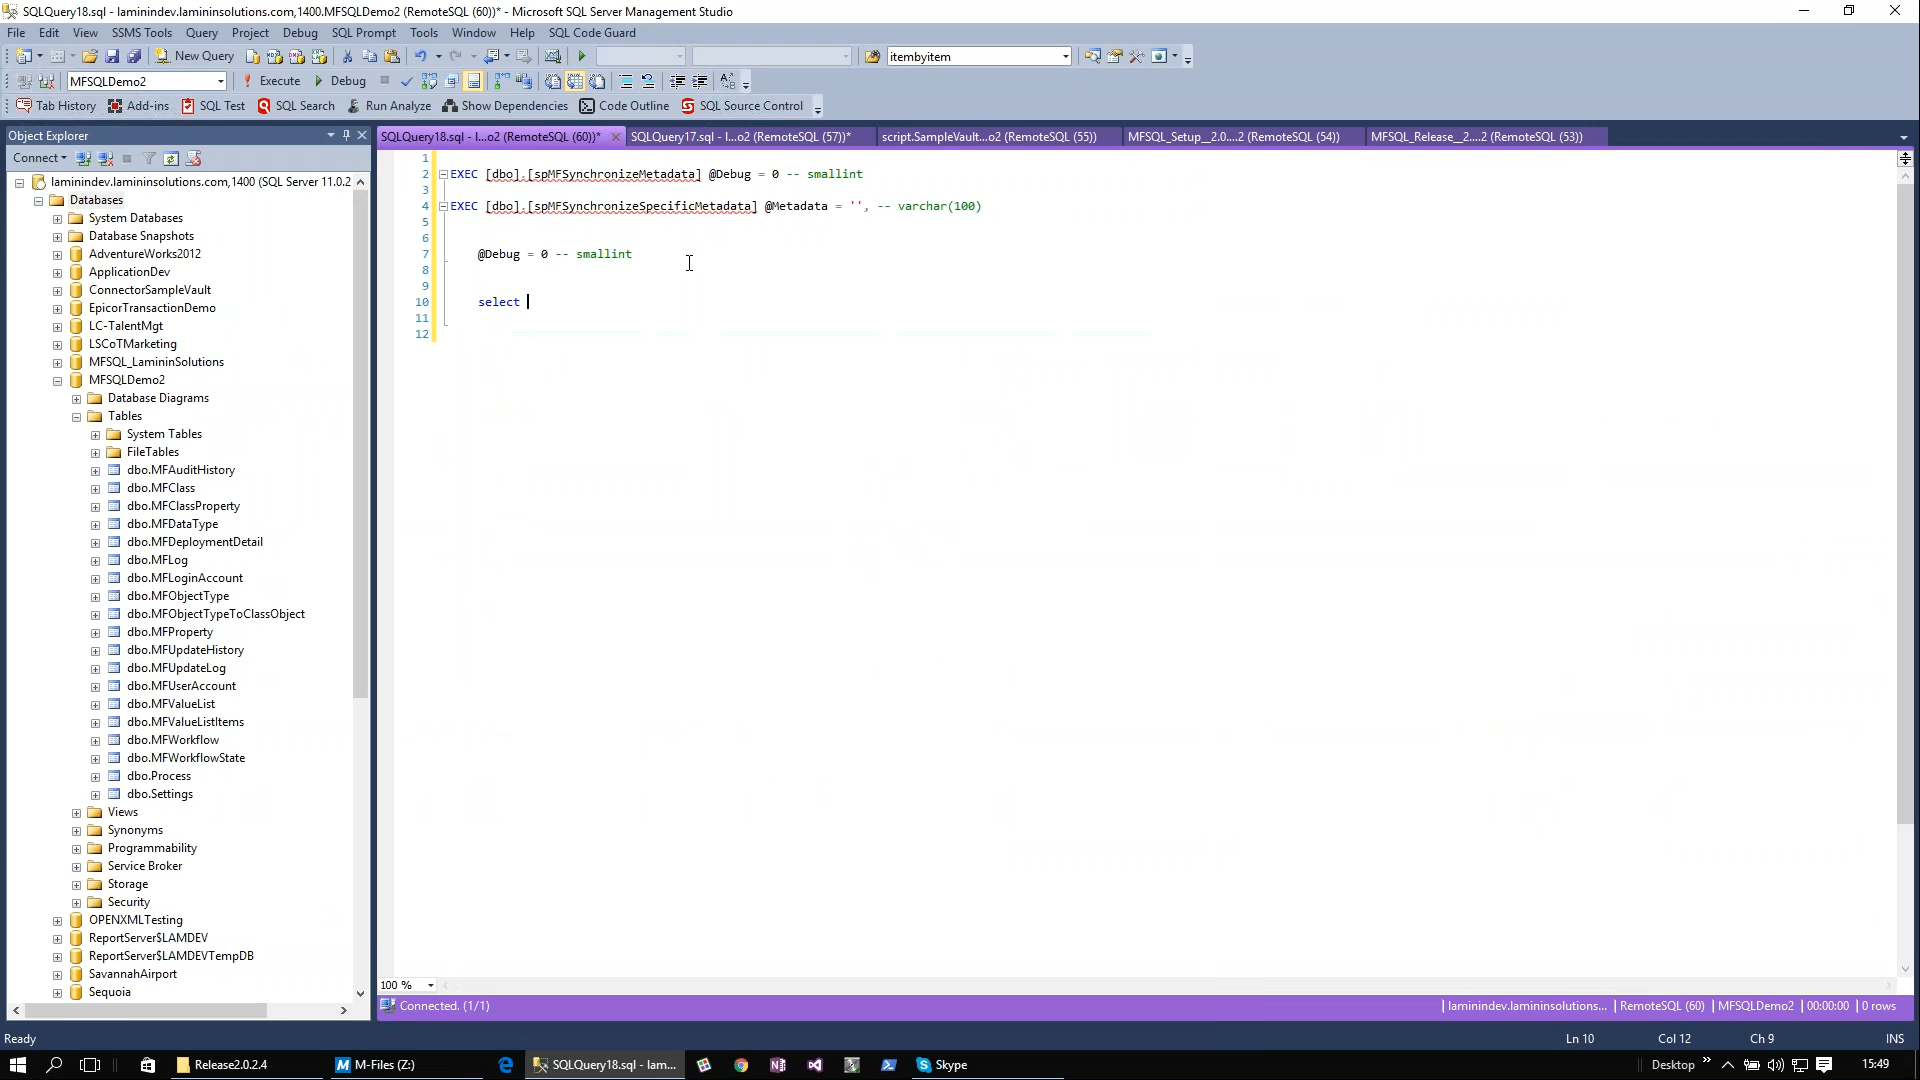 SQLQuery18.sql - laminindev.lamininsolutions.com,1400.MFSQLDemo2 (RemoteSQL (60))* - Microsoft SQL Server Management Studio
File Edit View SSMS Tools Query Project Debug SQL Prompt Tools Window Help SQL Code Guard
New Query itembyitem
MFSQLDemo2 Execute Debug
Tab History Add-ins SQL Test SQL Search Run Analyze Show Dependencies Code Outline SQL Source Control
Object Explorer
SQLQuery18.sql - l...o2 (RemoteSQL (60))* SQLQuery17.sql - l...o2 (RemoteSQL (57))* script.SampleVault...o2 (RemoteSQL (55)) MFSQL_Setup__2.0....2 (RemoteSQL (54)) MFSQL_Release__2....2 (RemoteSQL (53))
Connect
laminindev.lamininsolutions.com,1400 (SQL Server 11.0.2
Databases
System Databases
Database Snapshots
AdventureWorks2012
ApplicationDev
ConnectorSampleVault
EpicorTransactionDemo
LC-TalentMgt
LSCoTMarketing
MFSQL_LamininSolutions
MFSQLDemo2
Database Diagrams
Tables
System Tables
FileTables
dbo.MFAuditHistory
dbo.MFClass
dbo.MFClassProperty
dbo.MFDataType
dbo.MFDeploymentDetail
dbo.MFLog
dbo.MFLoginAccount
dbo.MFObjectType
dbo.MFObjectTypeToClassObject
dbo.MFProperty
dbo.MFUpdateHistory
dbo.MFUpdateLog
dbo.MFUserAccount
dbo.MFValueList
dbo.MFValueListItems
dbo.MFWorkflow
dbo.MFWorkflowState
dbo.Process
dbo.Settings
Views
Synonyms
Programmability
Service Broker
Storage
Security
OPENXMLTesting
ReportServer$LAMDEV
ReportServer$LAMDEVTempDB
SavannahAirport
Sequoia
1
2 EXEC [dbo].[spMFSynchronizeMetadata] @Debug = 0 -- smallint
3
4 EXEC [dbo].[spMFSynchronizeSpecificMetadata] @Metadata = '', -- varchar(100)
5
6
7 @Debug = 0 -- smallint
8
9
10 select
11
12
100 %
Connected. (1/1) laminindev.lamininsolutions... RemoteSQL (60) MFSQLDemo2 00:00:00 0 rows
Ready Ln 10 Col 12 Ch 9 INS
Release2.0.2.4 M-Files (Z:) SQLQuery18.sql - lam... Skype Desktop 15:49